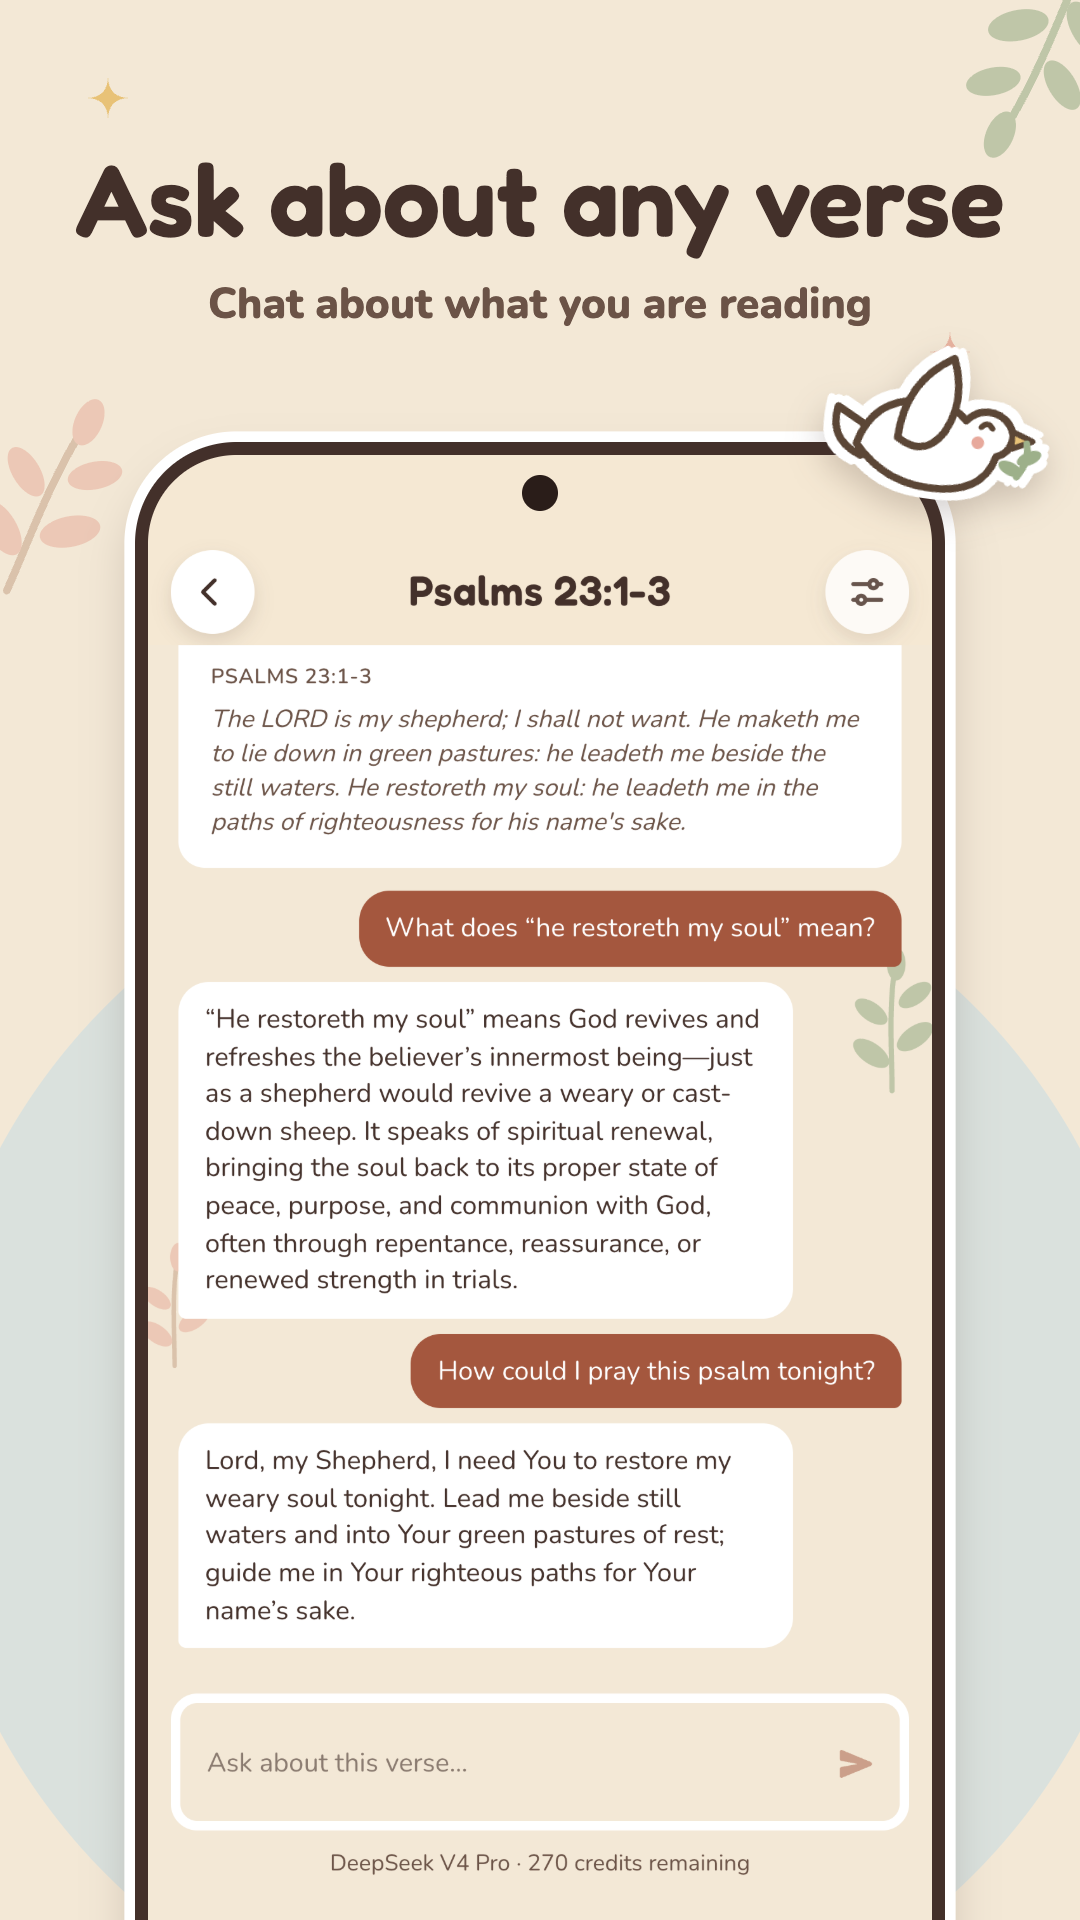 Ask about any verse
Chat about what you are reading
Psalms 23:1-3
PSALMS 23:1-3
The LORD is my shepherd; I shall not want. He maketh me
to lie down in green pastures: he leadeth me beside the
still waters. He restoreth my soul: he leadeth me in the
paths of righteousness for his name's sake.
What does “he restoreth my soul” mean?
“He restoreth my soul” means God revives and
refreshes the believer’s innermost being—just
as a shepherd would revive a weary or cast-
down sheep. It speaks of spiritual renewal,
bringing the soul back to its proper state of
peace, purpose, and communion with God,
often through repentance, reassurance, or
renewed strength in trials.
How could I pray this psalm tonight?
Lord, my Shepherd, I need You to restore my
weary soul tonight. Lead me beside still
waters and into Your green pastures of rest;
guide me in Your righteous paths for Your
name’s sake.
Ask about this verse...
DeepSeek V4 Pro · 270 credits remaining